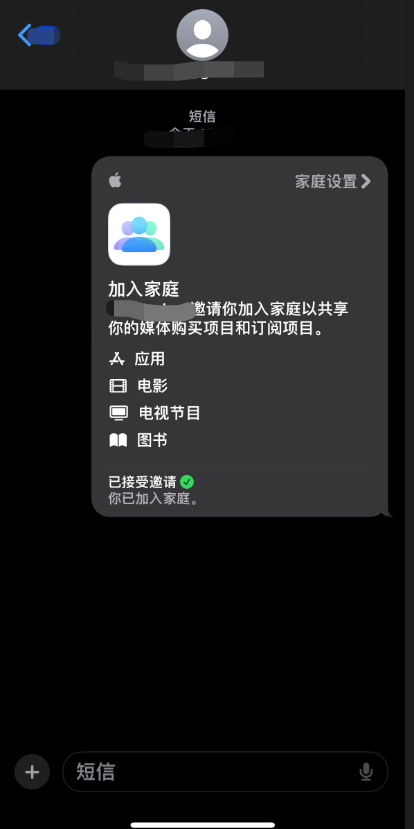 短信
家庭设置
加入家庭
邀请你加入家庭以共享
你的媒体购买项目和订阅项目。
应用
电影
电视节目
图书
已接受邀请
你已加入家庭。
短信